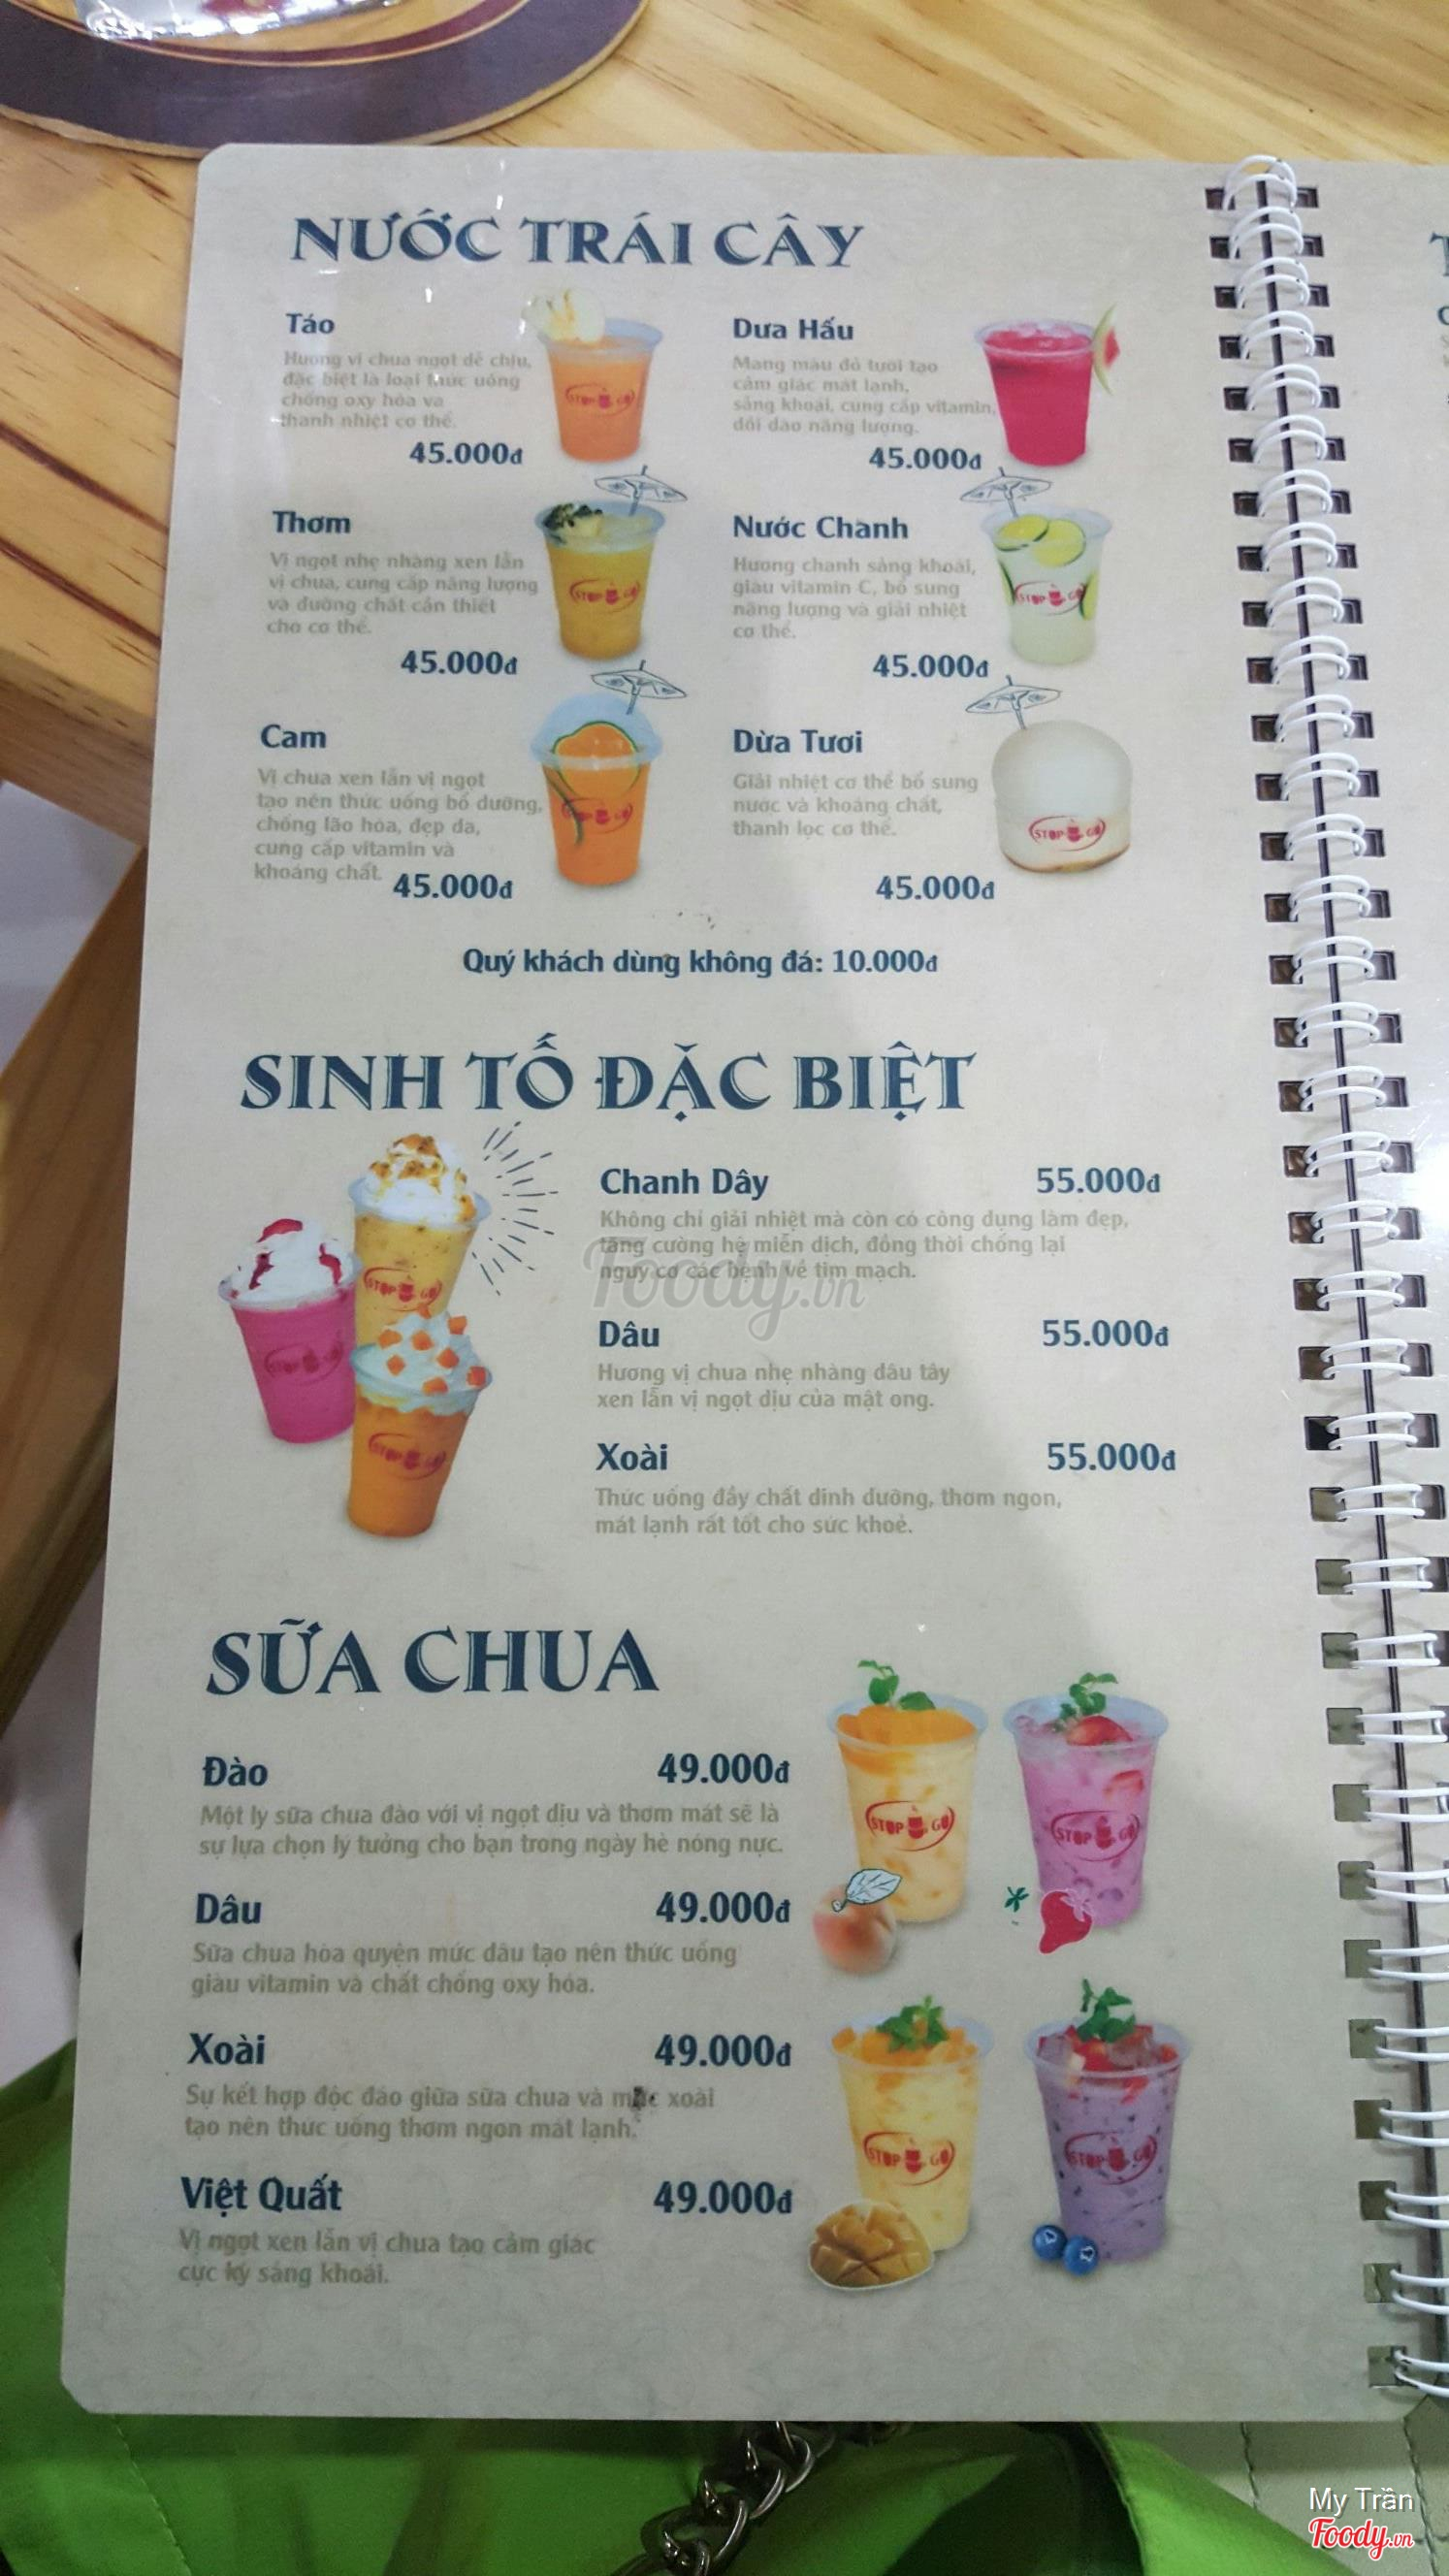 NƯỚC TRÁI CÂY
Táo
Hương vị chua ngọt dễ chịu,
đặc biệt là loại thức uống
chống oxy hóa và
thanh nhiệt cơ thể.
45.000đ
Dưa Hấu
Mang màu đỏ tươi tạo
cảm giác mát lạnh,
sảng khoái, cung cấp vitamin,
dồi dào năng lượng.
45.000đ
Thơm
Vị ngọt nhẹ nhàng xen lẫn
vị chua, cung cấp năng lượng
và dưỡng chất cần thiết
cho cơ thể.
45.000đ
Nước Chanh
Hương chanh sảng khoái,
giàu vitamin C, bổ sung
năng lượng và giải nhiệt
cơ thể.
45.000đ
Cam
Vị chua xen lẫn vị ngọt
tạo nên thức uống bổ dưỡng,
chống lão hóa, đẹp da,
cung cấp vitamin và
khoáng chất.
45.000đ
Dừa Tươi
Giải nhiệt cơ thể bổ sung
nước và khoáng chất,
thanh lọc cơ thể.
STOP GO
45.000đ
Quý khách dùng không đá: 10.000đ
SINH TỐ ĐẶC BIỆT
Chanh Dây 55.000đ
Không chỉ giải nhiệt mà còn có công dụng làm đẹp,
tăng cường hệ miễn dịch, đồng thời chống lại
nguy cơ các bệnh về tim mạch.
Foody.vn
Dâu 55.000đ
Hương vị chua nhẹ nhàng dâu tây
xen lẫn vị ngọt dịu của mật ong.
Xoài 55.000đ
Thức uống đầy chất dinh dưỡng, thơm ngon,
mát lạnh rất tốt cho sức khoẻ.
SỮA CHUA
Đào 49.000đ
Một ly sữa chua đào với vị ngọt dịu và thơm mát sẽ là
sự lựa chọn lý tưởng cho bạn trong ngày hè nóng nực.
STOP GO
STOP GO
Dâu 49.000đ
Sữa chua hòa quyện mứt dâu tạo nên thức uống
giàu vitamin và chất chống oxy hóa.
Xoài 49.000đ
Sự kết hợp độc đáo giữa sữa chua và xoài
tạo nên thức uống thơm ngon mát lạnh.
STOP GO
STOP GO
Việt Quất 49.000đ
Vị ngọt xen lẫn vị chua tạo cảm giác
cực kỳ sảng khoái.
My Trần
Foody.vn